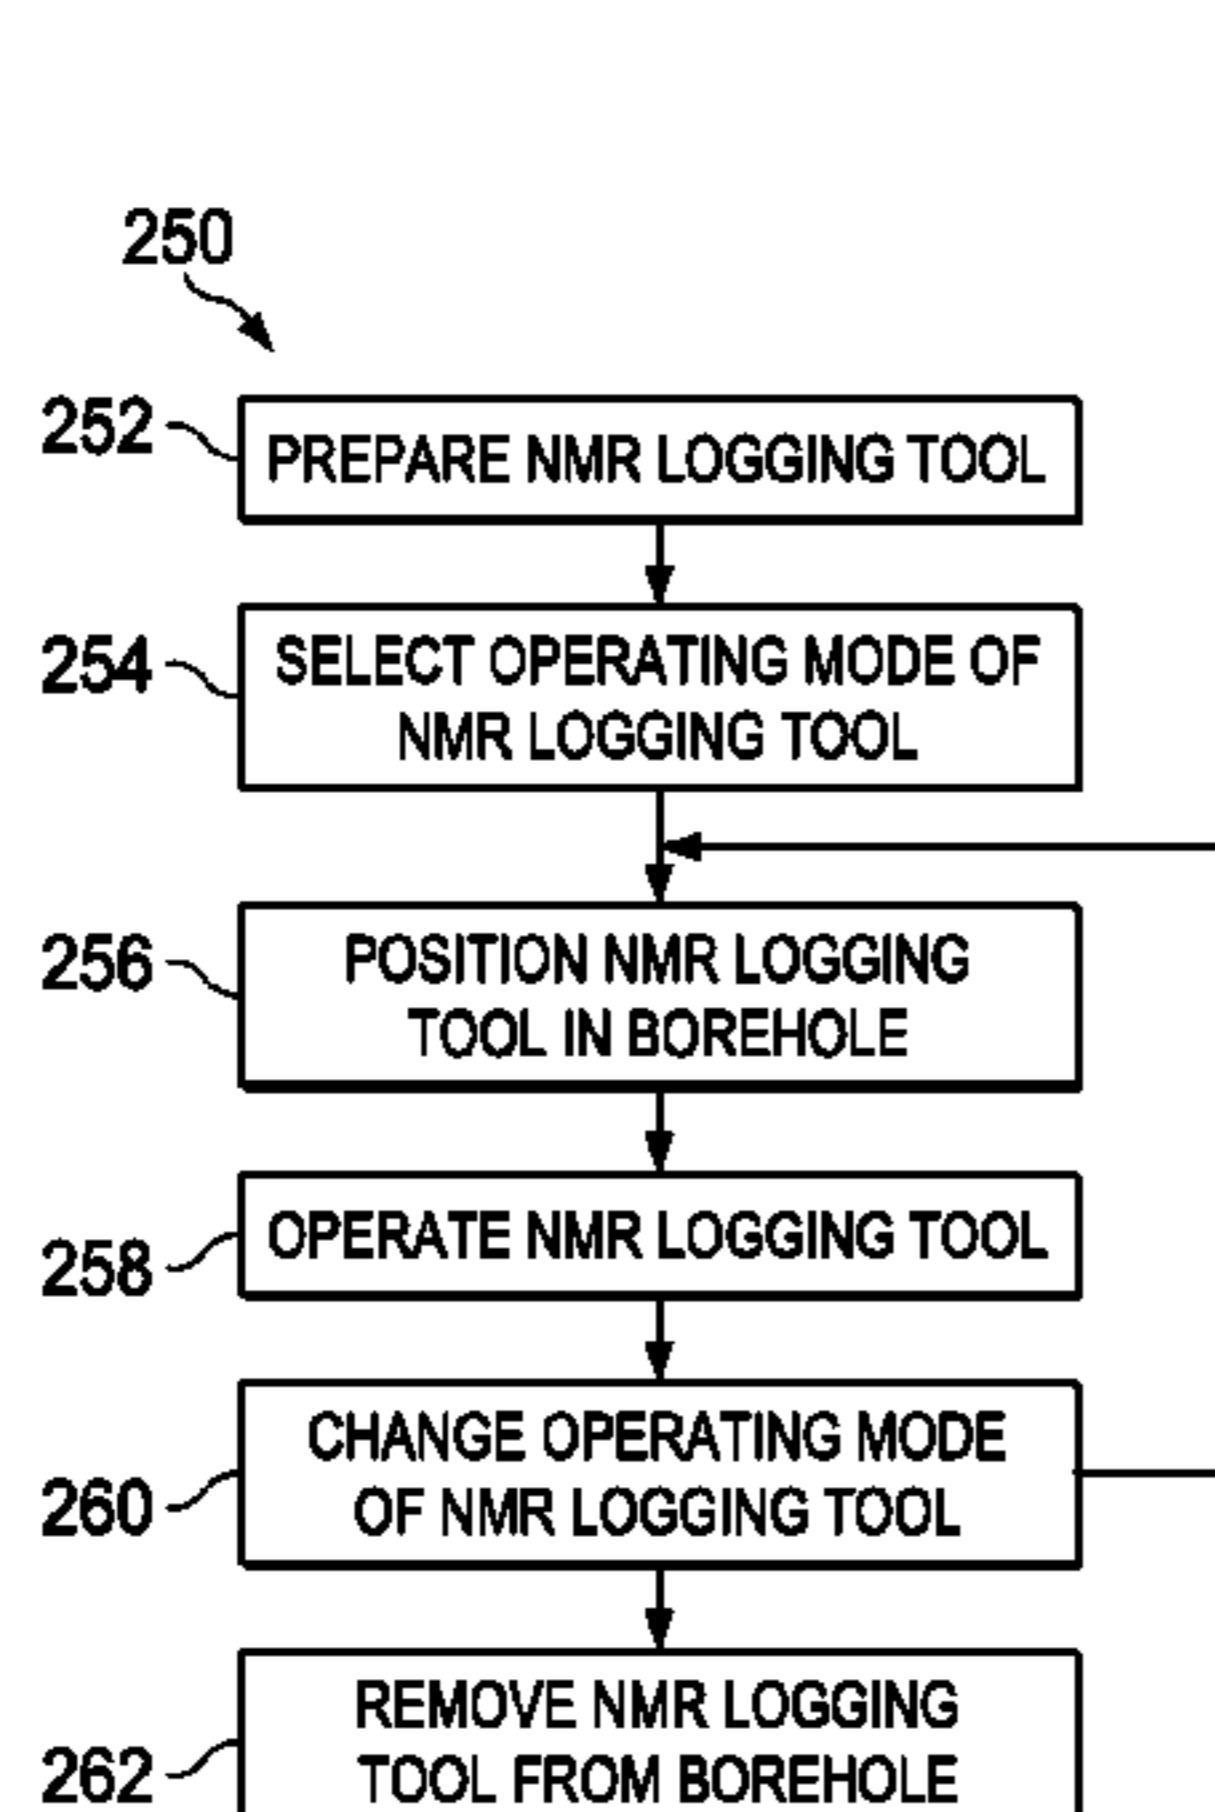 250
252
PREPARE NMR LOGGING TOOL
254
SELECT OPERATING MODE OF
NMR LOGGING TOOL
256
POSITION NMR LOGGING
TOOL IN BOREHOLE
258
OPERATE NMR LOGGING TOOL
260
CHANGE OPERATING MODE
OF NMR LOGGING TOOL
262
REMOVE NMR LOGGING
TOOL FROM BOREHOLE